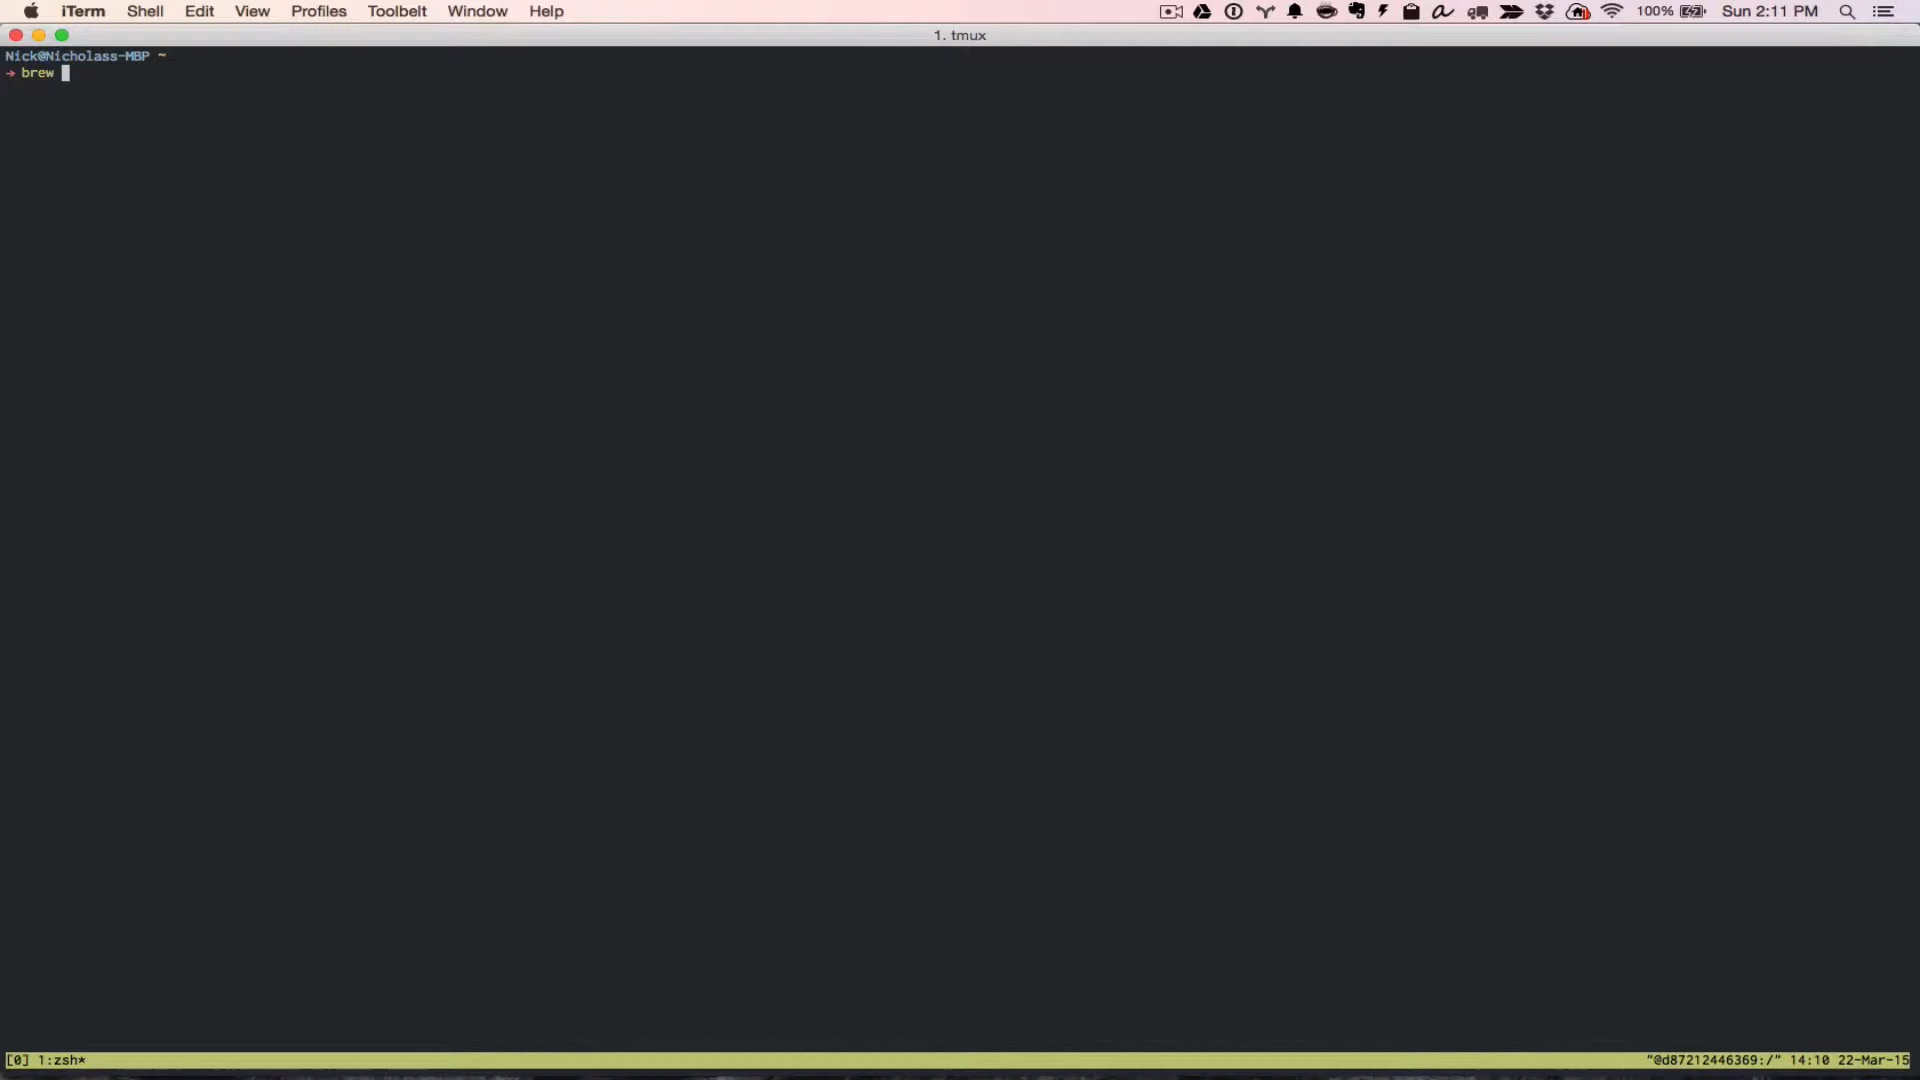 iTerm Shell Edit View Profiles Toolbelt Window Help 100% Sun 2:11 PM
1. tmux
Nick@Nicholass-MBP ~
→ brew
[0] 1:zsh* "@d87212446369:/" 14:10 22-Mar-15